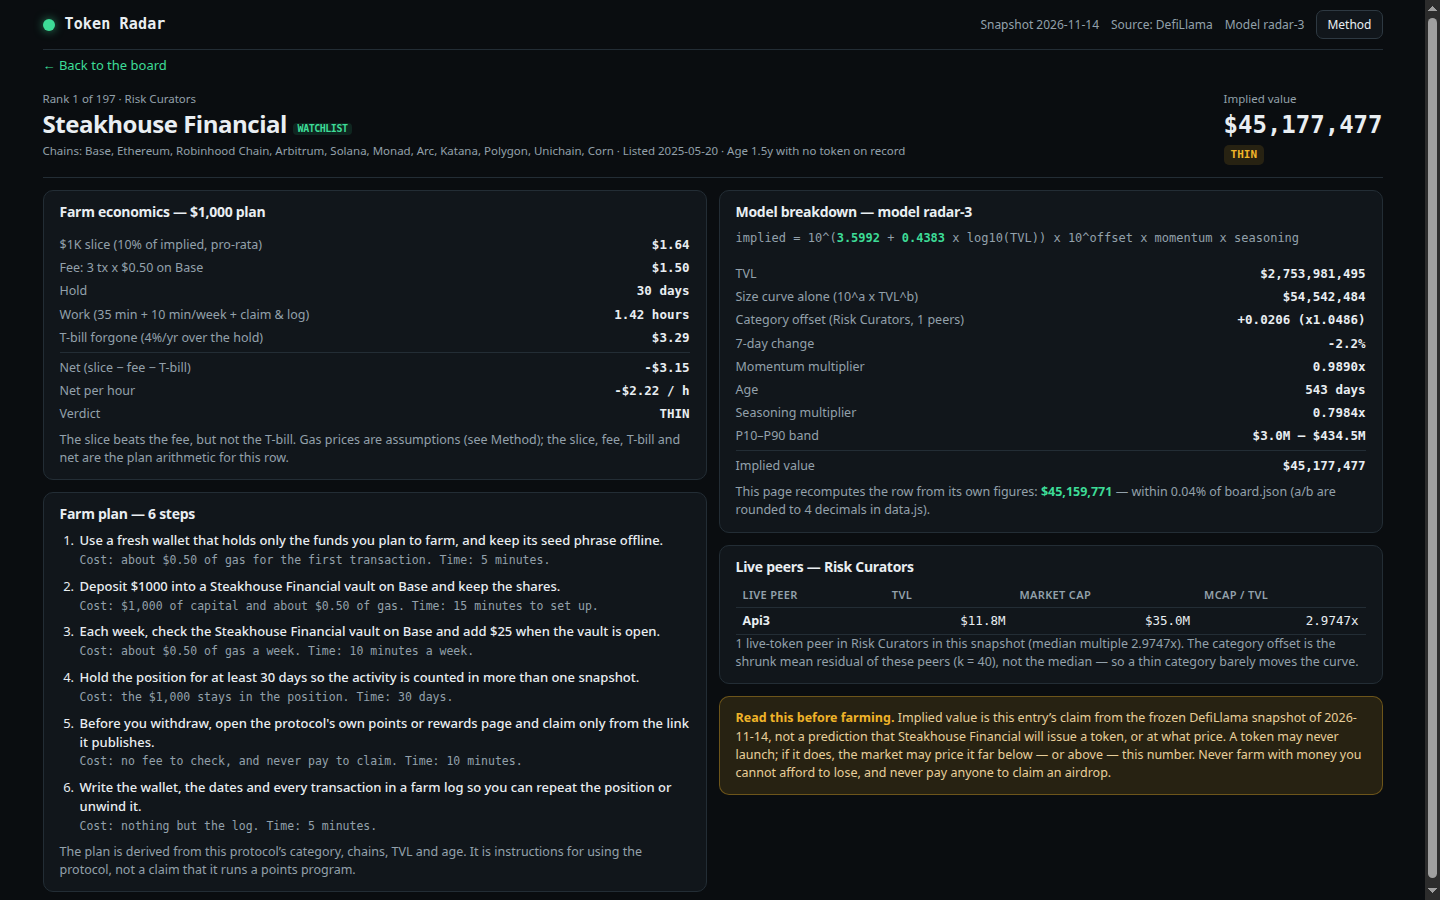 Token Radar
Snapshot 2026-11-14 Source: DefiLlama Model radar-3 Method
← Back to the board
Rank 1 of 197 · Risk Curators
Steakhouse Financial WATCHLIST
Chains: Base, Ethereum, Robinhood Chain, Arbitrum, Solana, Monad, Arc, Katana, Polygon, Unichain, Corn · Listed 2025-05-20 · Age 1.5y with no token on record
Implied value
$45,177,477
THIN
Farm economics — $1,000 plan
$1K slice (10% of implied, pro-rata) $1.64
Fee: 3 tx x $0.50 on Base $1.50
Hold 30 days
Work (35 min + 10 min/week + claim & log) 1.42 hours
T-bill forgone (4%/yr over the hold) $3.29
Net (slice − fee − T-bill) -$3.15
Net per hour -$2.22 / h
Verdict THIN
The slice beats the fee, but not the T-bill. Gas prices are assumptions (see Method); the slice, fee, T-bill and
net are the plan arithmetic for this row.
Farm plan — 6 steps
1. Use a fresh wallet that holds only the funds you plan to farm, and keep its seed phrase offline.
Cost: about $0.50 of gas for the first transaction. Time: 5 minutes.
2. Deposit $1000 into a Steakhouse Financial vault on Base and keep the shares.
Cost: $1,000 of capital and about $0.50 of gas. Time: 15 minutes to set up.
3. Each week, check the Steakhouse Financial vault on Base and add $25 when the vault is open.
Cost: about $0.50 of gas a week. Time: 10 minutes a week.
4. Hold the position for at least 30 days so the activity is counted in more than one snapshot.
Cost: the $1,000 stays in the position. Time: 30 days.
5. Before you withdraw, open the protocol's own points or rewards page and claim only from the link
it publishes.
Cost: no fee to check, and never pay to claim. Time: 10 minutes.
6. Write the wallet, the dates and every transaction in a farm log so you can repeat the position or
unwind it.
Cost: nothing but the log. Time: 5 minutes.
The plan is derived from this protocol's category, chains, TVL and age. It is instructions for using the
protocol, not a claim that it runs a points program.
Model breakdown — model radar-3
implied = 10^(3.5992 + 0.4383 x log10(TVL)) x 10^offset x momentum x seasoning
TVL $2,753,981,495
Size curve alone (10^a x TVL^b) $54,542,484
Category offset (Risk Curators, 1 peers) +0.0206 (x1.0486)
7-day change -2.2%
Momentum multiplier 0.9890x
Age 543 days
Seasoning multiplier 0.7984x
P10–P90 band $3.0M — $434.5M
Implied value $45,177,477
This page recomputes the row from its own figures: $45,159,771 — within 0.04% of board.json (a/b are
rounded to 4 decimals in data.js).
Live peers — Risk Curators
LIVE PEER TVL MARKET CAP MCAP / TVL
Api3 $11.8M $35.0M 2.9747x
1 live-token peer in Risk Curators in this snapshot (median multiple 2.9747x). The category offset is the
shrunk mean residual of these peers (k = 40), not the median — so a thin category barely moves the curve.
Read this before farming. Implied value is this entry's claim from the frozen DefiLlama snapshot of 2026-
11-14, not a prediction that Steakhouse Financial will issue a token, or at what price. A token may never
launch; if it does, the market may price it far below — or above — this number. Never farm with money you
cannot afford to lose, and never pay anyone to claim an airdrop.